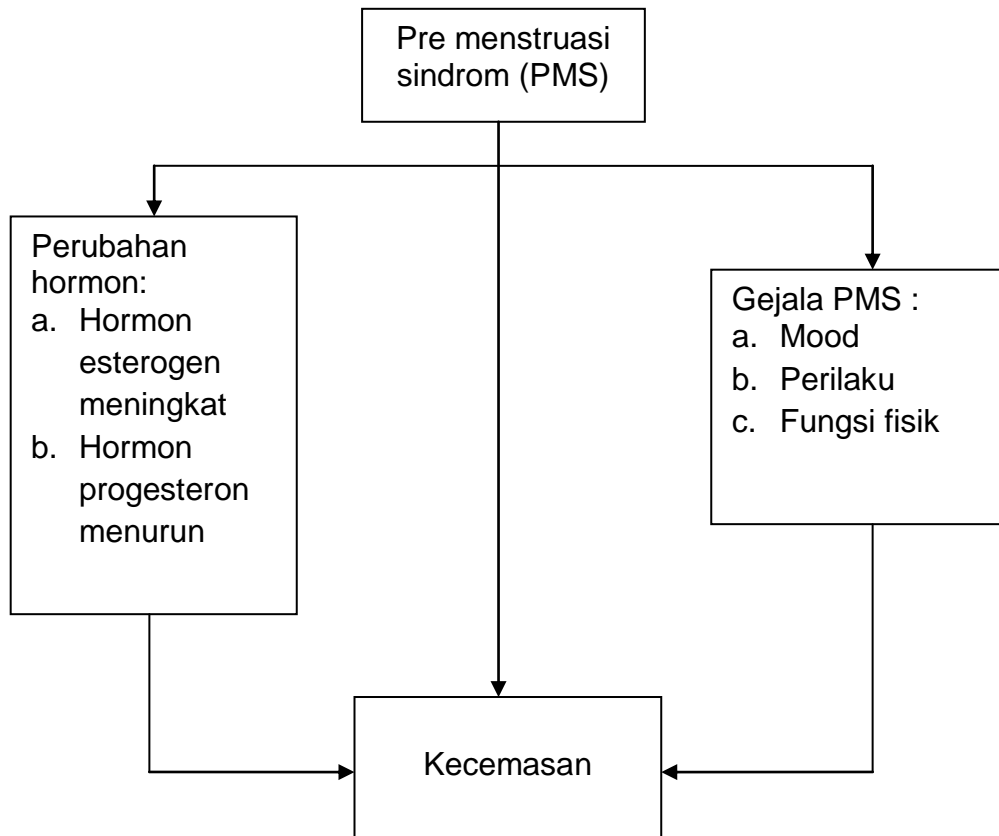 Pre menstruasi
sindrom (PMS)
Perubahan
hormon:
a. Hormon
esterogen
meningkat
b. Hormon
progesteron
menurun
Gejala PMS :
a. Mood
b. Perilaku
c. Fungsi fisik
Kecemasan